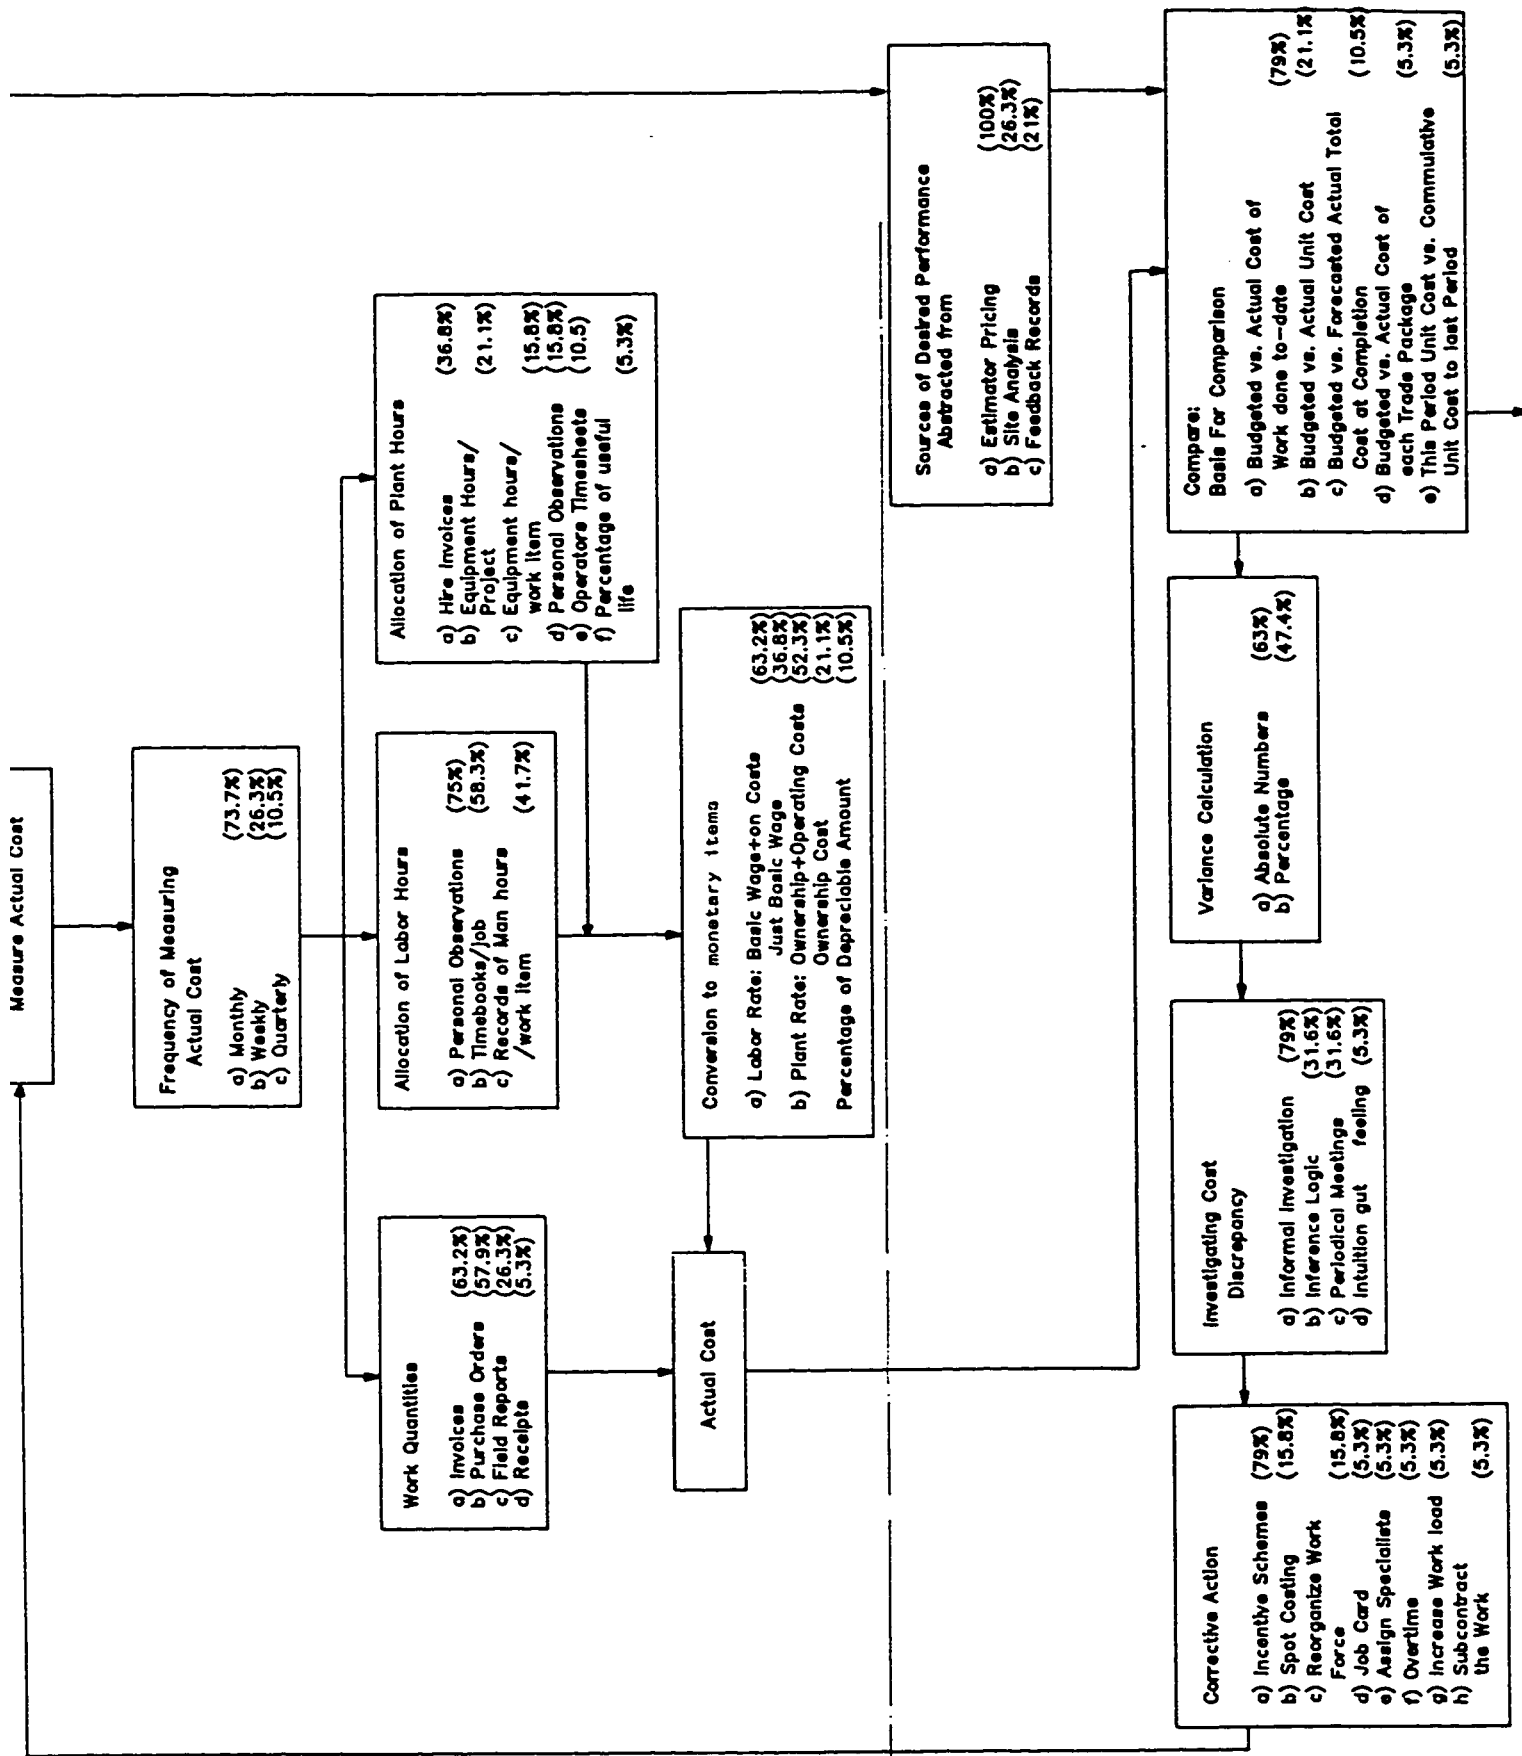 Measure Actual Cost
Frequency of Measuring
Actual Cost
a) Monthly (73.7%)
b) Weekly (26.3%)
c) Quarterly (10.5%)
Work Quantities
a) Invoices (63.2%)
b) Purchase Orders (57.9%)
c) Field Reports (26.3%)
d) Receipts (5.3%)
Allocation of Labor Hours
a) Personal Observations (75%)
b) Timebooks/job (58.3%)
c) Records of Man hours
/work item (41.7%)
Allocation of Plant Hours
a) Hire Invoices (36.8%)
b) Equipment Hours/
Project (21.1%)
c) Equipment hours/
work item (15.8%)
d) Personal Observations (15.8%)
e) Operators Timesheets (10.5)
f) Percentage of useful
life (5.3%)
Conversion to monetary items
a) Labor Rate: Basic Wage+on Costs (63.2%)
Just Basic Wage (36.8%)
b) Plant Rate: Ownership+Operating Costs (52.3%)
Ownership Cost (21.1%)
Percentage of Depreciable Amount (10.5%)
Actual Cost
Sources of Desired Performance
Abstracted from
a) Estimator Pricing (100%)
b) Site Analysis (26.3%)
c) Feedback Records (21%)
Compare:
Basis For Comparison
a) Budgeted vs. Actual Cost of
Work done to-date (79%)
b) Budgeted vs. Actual Unit Cost (21.1%)
c) Budgeted vs. Forecasted Actual Total
Cost at Completion (10.5%)
d) Budgeted vs. Actual Cost of
each Trade Package (5.3%)
e) This Period Unit Cost vs. Commulative
Unit Cost to last Period (5.3%)
Variance Calculation
a) Absolute Numbers (63%)
b) Percentage (47.4%)
Investigating Cost
Discrepancy
a) Informal Investigation (79%)
b) Inference Logic (31.6%)
c) Periodical Meetings (31.6%)
d) Intuition gut feeling (5.3%)
Corrective Action
a) Incentive Schemes (79%)
b) Spot Costing (15.8%)
c) Reorganize Work
Force (15.8%)
d) Job Card (5.3%)
e) Assign Specialists (5.3%)
f) Overtime (5.3%)
g) Increase Work load (5.3%)
h) Subcontract
the Work (5.3%)